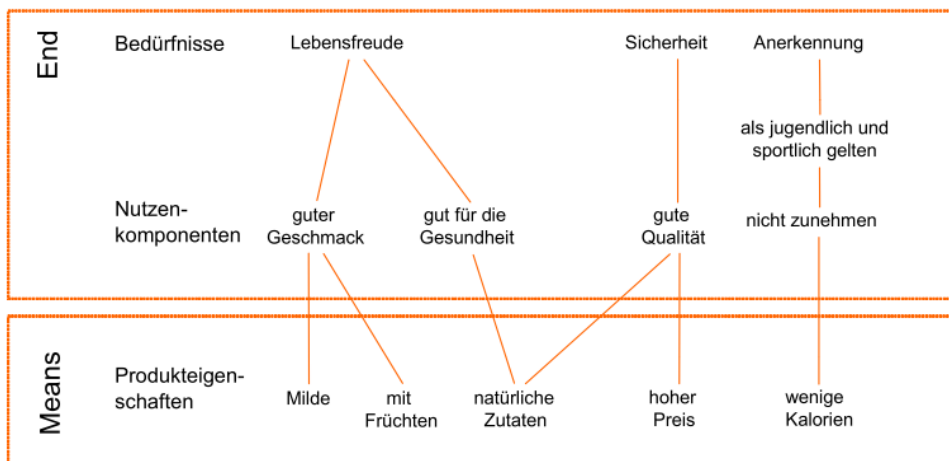 End
Bedürfnisse
Lebensfreude
Sicherheit
Anerkennung
als jugendlich und
sportlich gelten
Nutzen-
komponenten
guter
Geschmack
gut für die
Gesundheit
gute
Qualität
nicht zunehmen
Means
Produkteigen-
schaften
Milde
mit
Früchten
natürliche
Zutaten
hoher
Preis
wenige
Kalorien